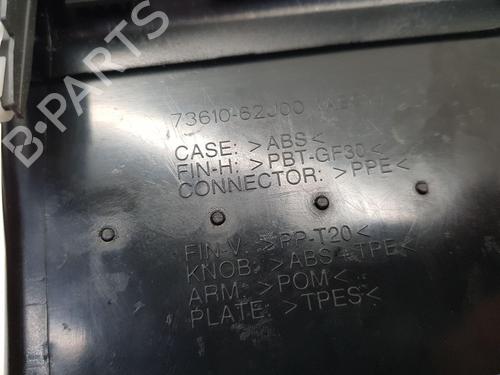 B-PARTS
73610-62J00
CASE: >ABS<
FIN-H: >PBT-GF30<
CONNECTOR: >PPE<
FIN-V: >PP-T20<
KNOB: >ABS+TPE<
ARM: >POM<
PLATE: >TPES<